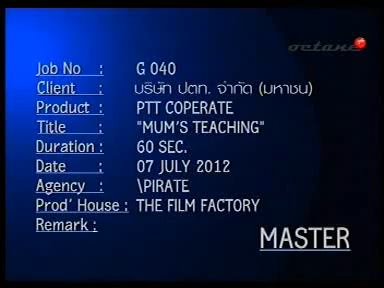 octane
Job No : G 040
Client : บริษัท ปตท. จำกัด (มหาชน)
Product : PTT COPERATE
Title : "MUM'S TEACHING"
Duration : 60 SEC.
Date : 07 JULY 2012
Agency : \PIRATE
Prod' House : THE FILM FACTORY
Remark :
MASTER